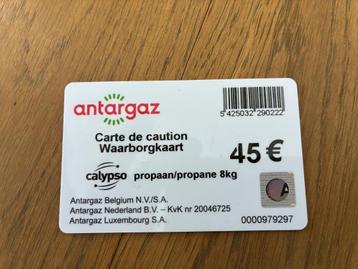 antargaz
5 425032 290222
Carte de caution
Waarborgkaart
45 €
calypso propaan/propane 8kg
Antargaz Belgium N.V./S.A.
Antargaz Nederland B.V. – KvK nr 20046725
Antargaz Luxembourg S.A.
0000979297
A